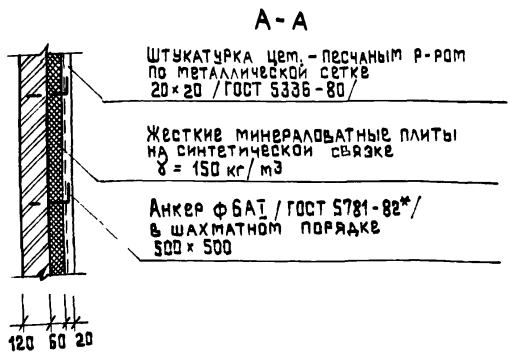 А-А
ШТУКАТУРКА ЦЕМ.-ПЕСЧАНЫМ Р-РОМ
ПО МЕТАЛЛИЧЕСКОЙ СЕТКЕ
20×20 /ГОСТ 5336-80/
ЖЕСТКИЕ МИНЕРАЛОВАТНЫЕ ПЛИТЫ
НА СИНТЕТИЧЕСКОЙ СВЯЗКЕ
γ = 150 кг/м3
АНКЕР ф6АI /ГОСТ 5781-82*/
В ШАХМАТНОМ ПОРЯДКЕ
500 × 500
120 60 20